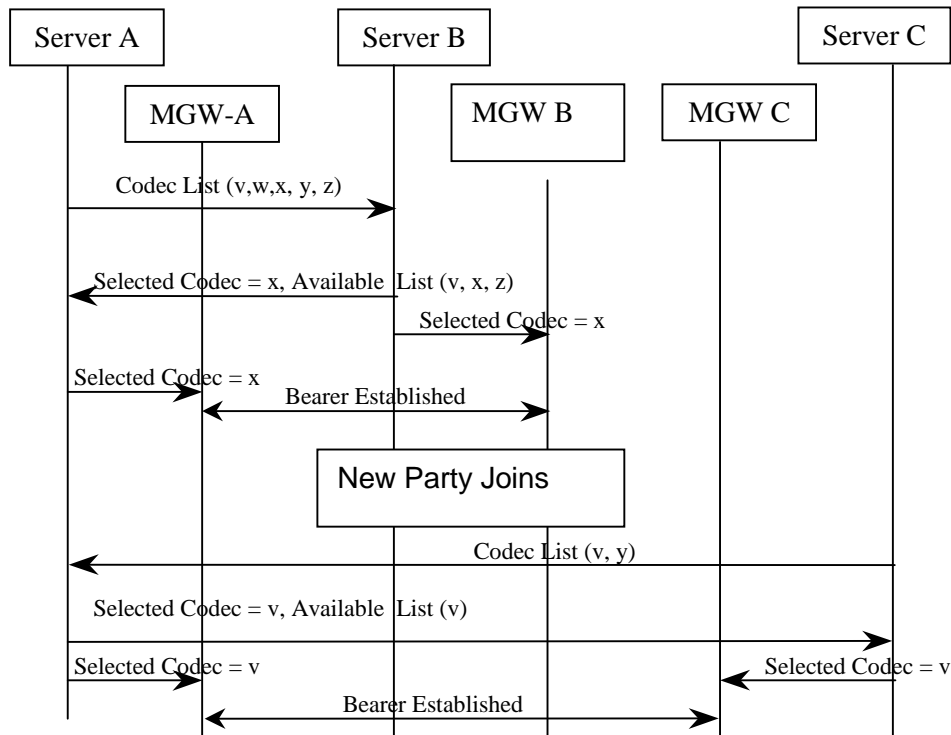 Server A
Server B
Server C
MGW-A
MGW B
MGW C
Codec List (v,w,x, y, z)
Selected Codec = x, Available List (v, x, z)
Selected Codec = x
Selected Codec = x
Bearer Established
New Party Joins
Codec List (v, y)
Selected Codec = v, Available List (v)
Selected Codec = v
Selected Codec = v
Bearer Established